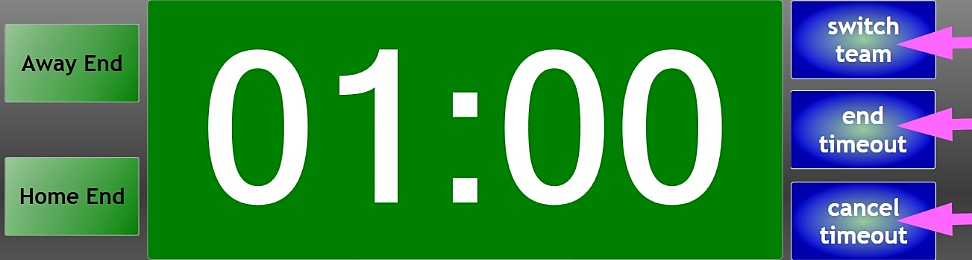 Away End
Home End
01:00
switch
team
end
timeout
cancel
timeout